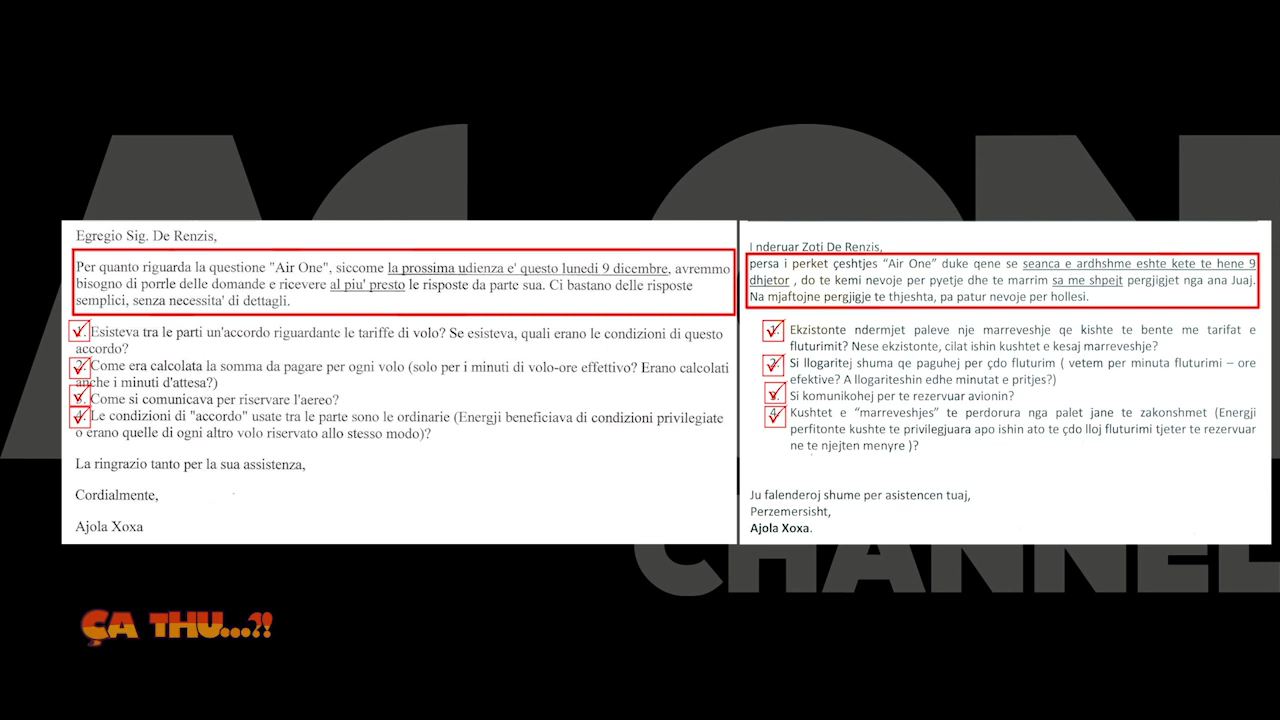 Egregio Sig. De Renzis,
Per quanto riguarda la questione "Air One", siccome la prossima udienza e' questo lunedi 9 dicembre, avremmo
bisogno di porrle delle domande e ricevere al piu' presto le risposte da parte sua. Ci bastano delle risposte
semplici, senza necessita' di dettagli.
1. Esisteva tra le parti un'accordo riguardante le tariffe di volo? Se esisteva, quali erano le condizioni di questo
accordo?
2. Come era calcolata la somma da pagare per ogni volo (solo per i minuti di volo-ore effettivo? Erano calcolati
anche i minuti d'attesa?)
3. Come si comunicava per riservare l'aereo?
4. Le condizioni di "accordo" usate tra le parte sono le ordinarie (Energji beneficiava di condizioni privilegiate
o erano quelle di ogni altro volo riservato allo stesso modo)?
La ringrazio tanto per la sua assistenza,
Cordialmente,
Ajola Xoxa
I nderuar Zoti De Renzis,
persa i perket çeshtjes “Air One” duke qene se seanca e ardhshme eshte kete te hene 9
dhjetor , do te kemi nevoje per pyetje dhe te marrim sa me shpejt pergjigjet nga ana Juaj.
Na mjaftojne pergjigje te thjeshta, pa patur nevoje per hollesi.
1. Ekzistonte ndermjet paleve nje marreveshje qe kishte te bente me tarifat e
fluturimit? Nese ekzistonte, cilat ishin kushtet e kesaj marreveshje?
2. Si llogaritej shuma qe paguhej per çdo fluturim ( vetem per minuta fluturimi – ore
efektive? A llogariteshin edhe minutat e pritjes?)
3. Si komunikohej per te rezervuar avionin?
4. Kushtet e “marreveshjes” te perdorura nga palet jane te zakonshmet (Energji
perfitonte kushte te privilegjuara apo ishin ato te çdo lloj fluturimi tjeter te rezervuar
ne te njejten menyre )?
Ju falenderoj shume per asistencen tuaj,
Perzemersisht,
Ajola Xoxa.
CHANNEL
ÇA THU...?!